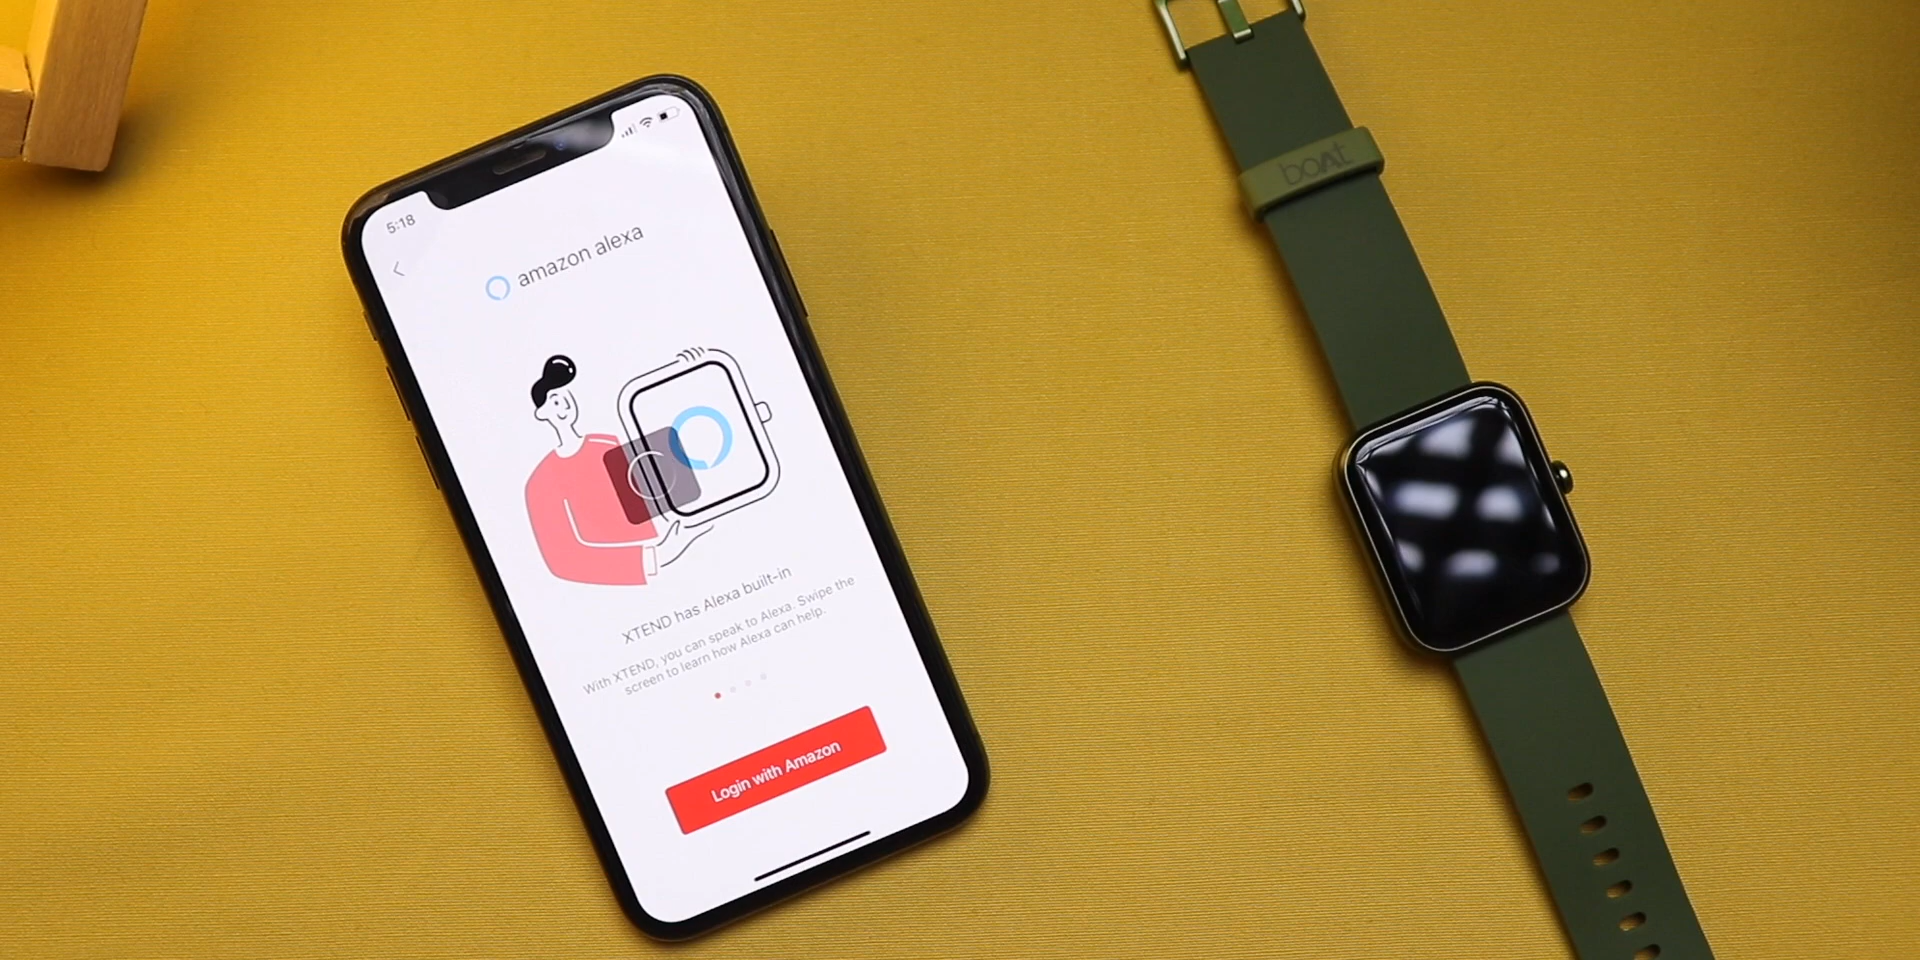 5:18
amazon alexa
XTEND has Alexa built-in
With XTEND, you can speak to Alexa. Swipe the
screen to learn how Alexa can help.
Login with Amazon
boAt